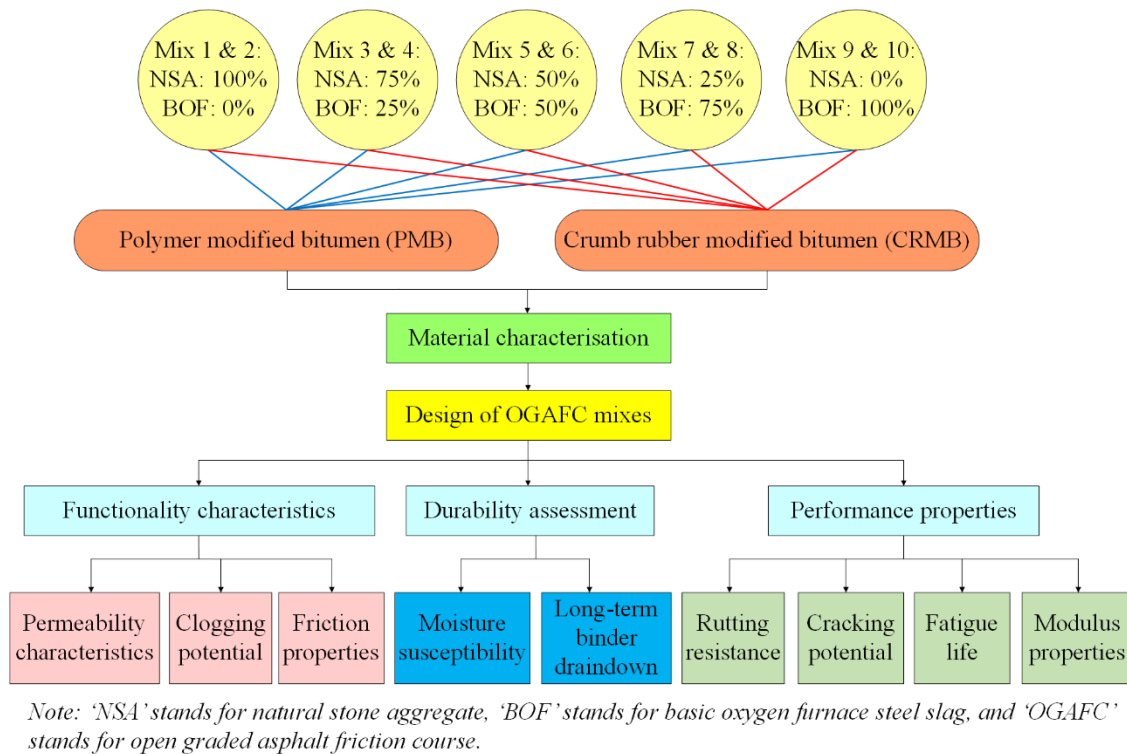 Mix 1 & 2:
NSA: 100%
BOF: 0%
Mix 3 & 4:
NSA: 75%
BOF: 25%
Mix 5 & 6:
NSA: 50%
BOF: 50%
Mix 7 & 8:
NSA: 25%
BOF: 75%
Mix 9 & 10:
NSA: 0%
BOF: 100%
Polymer modified bitumen (PMB)
Crumb rubber modified bitumen (CRMB)
Material characterisation
Design of OGAFC mixes
Functionality characteristics
Durability assessment
Performance properties
Permeability
characteristics
Clogging
potential
Friction
properties
Moisture
susceptibility
Long-term
binder
draindown
Rutting
resistance
Cracking
potential
Fatigue
life
Modulus
properties
Note: ‘NSA’ stands for natural stone aggregate, ‘BOF’ stands for basic oxygen furnace steel slag, and ‘OGAFC’
stands for open graded asphalt friction course.